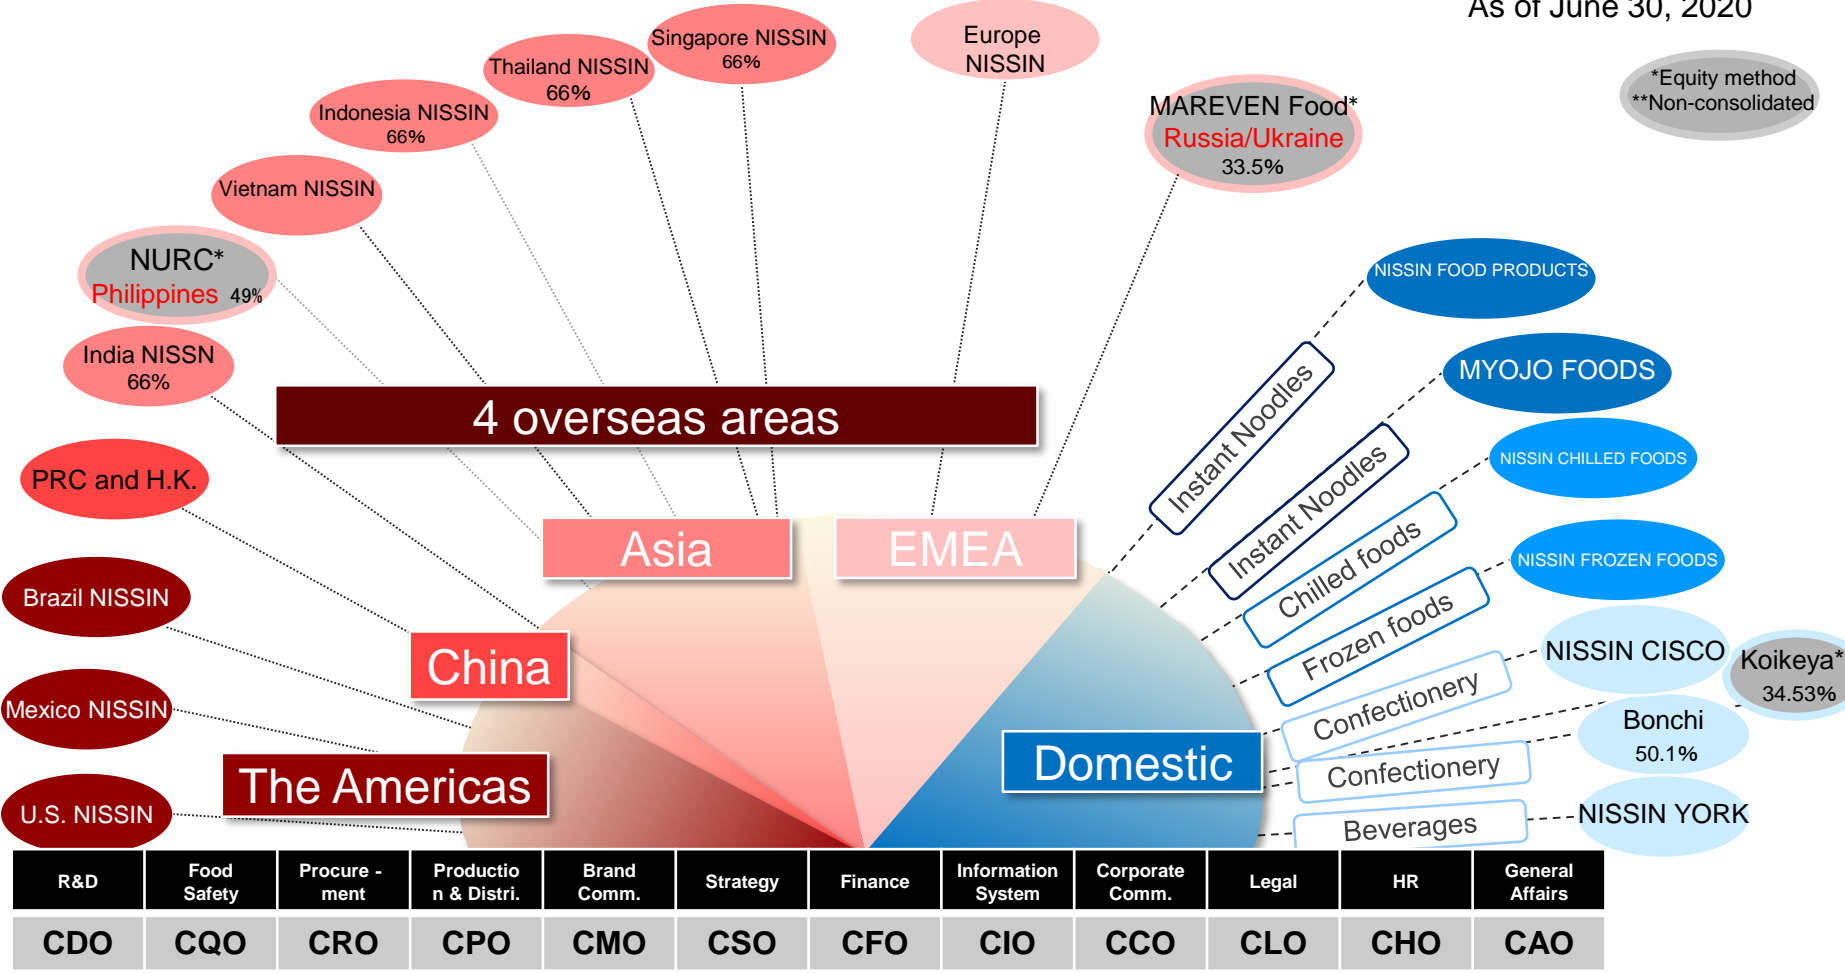 As of June 30, 2020
*Equity method
**Non-consolidated
Singapore NISSIN
66%
Thailand NISSIN
66%
Indonesia NISSIN
66%
Vietnam NISSIN
NURC*
Philippines 49%
India NISSN
66%
PRC and H.K.
Brazil NISSIN
Mexico NISSIN
U.S. NISSIN
Europe
NISSIN
MAREVEN Food*
Russia/Ukraine
33.5%
4 overseas areas
Asia
EMEA
China
The Americas
Domestic
NISSIN FOOD PRODUCTS
Instant Noodles
MYOJO FOODS
Instant Noodles
NISSIN CHILLED FOODS
Chilled foods
NISSIN FROZEN FOODS
Frozen foods
NISSIN CISCO
Confectionery
Koikeya*
34.53%
Bonchi
50.1%
Confectionery
NISSIN YORK
Beverages
R&D
Food
Safety
Procure -
ment
Productio
n & Distri.
Brand
Comm.
Strategy
Finance
Information
System
Corporate
Comm.
Legal
HR
General
Affairs
CDO CQO CRO CPO CMO CSO CFO CIO CCO CLO CHO CAO